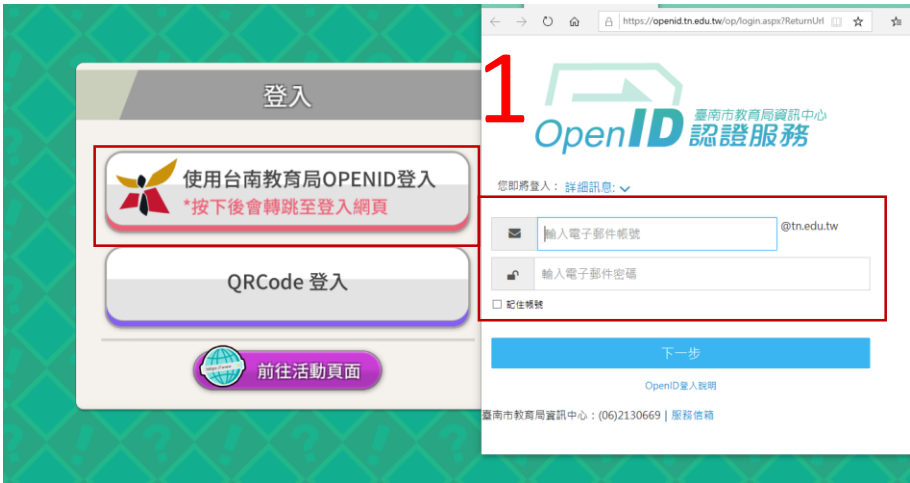 登入
使用台南教育局OPENID登入
*按下後會轉跳至登入網頁
QRCode 登入
前往活動頁面
https://openid.tn.edu.tw/op/login.aspx?ReturnUrl
1
臺南市教育局資訊中心
OpenID 認證服務
您即將登入： 詳細訊息:
輸入電子郵件帳號
@tn.edu.tw
輸入電子郵件密碼
記住帳號
下一步
OpenID登入說明
臺南市教育局資訊中心：(06)2130669 | 服務信箱